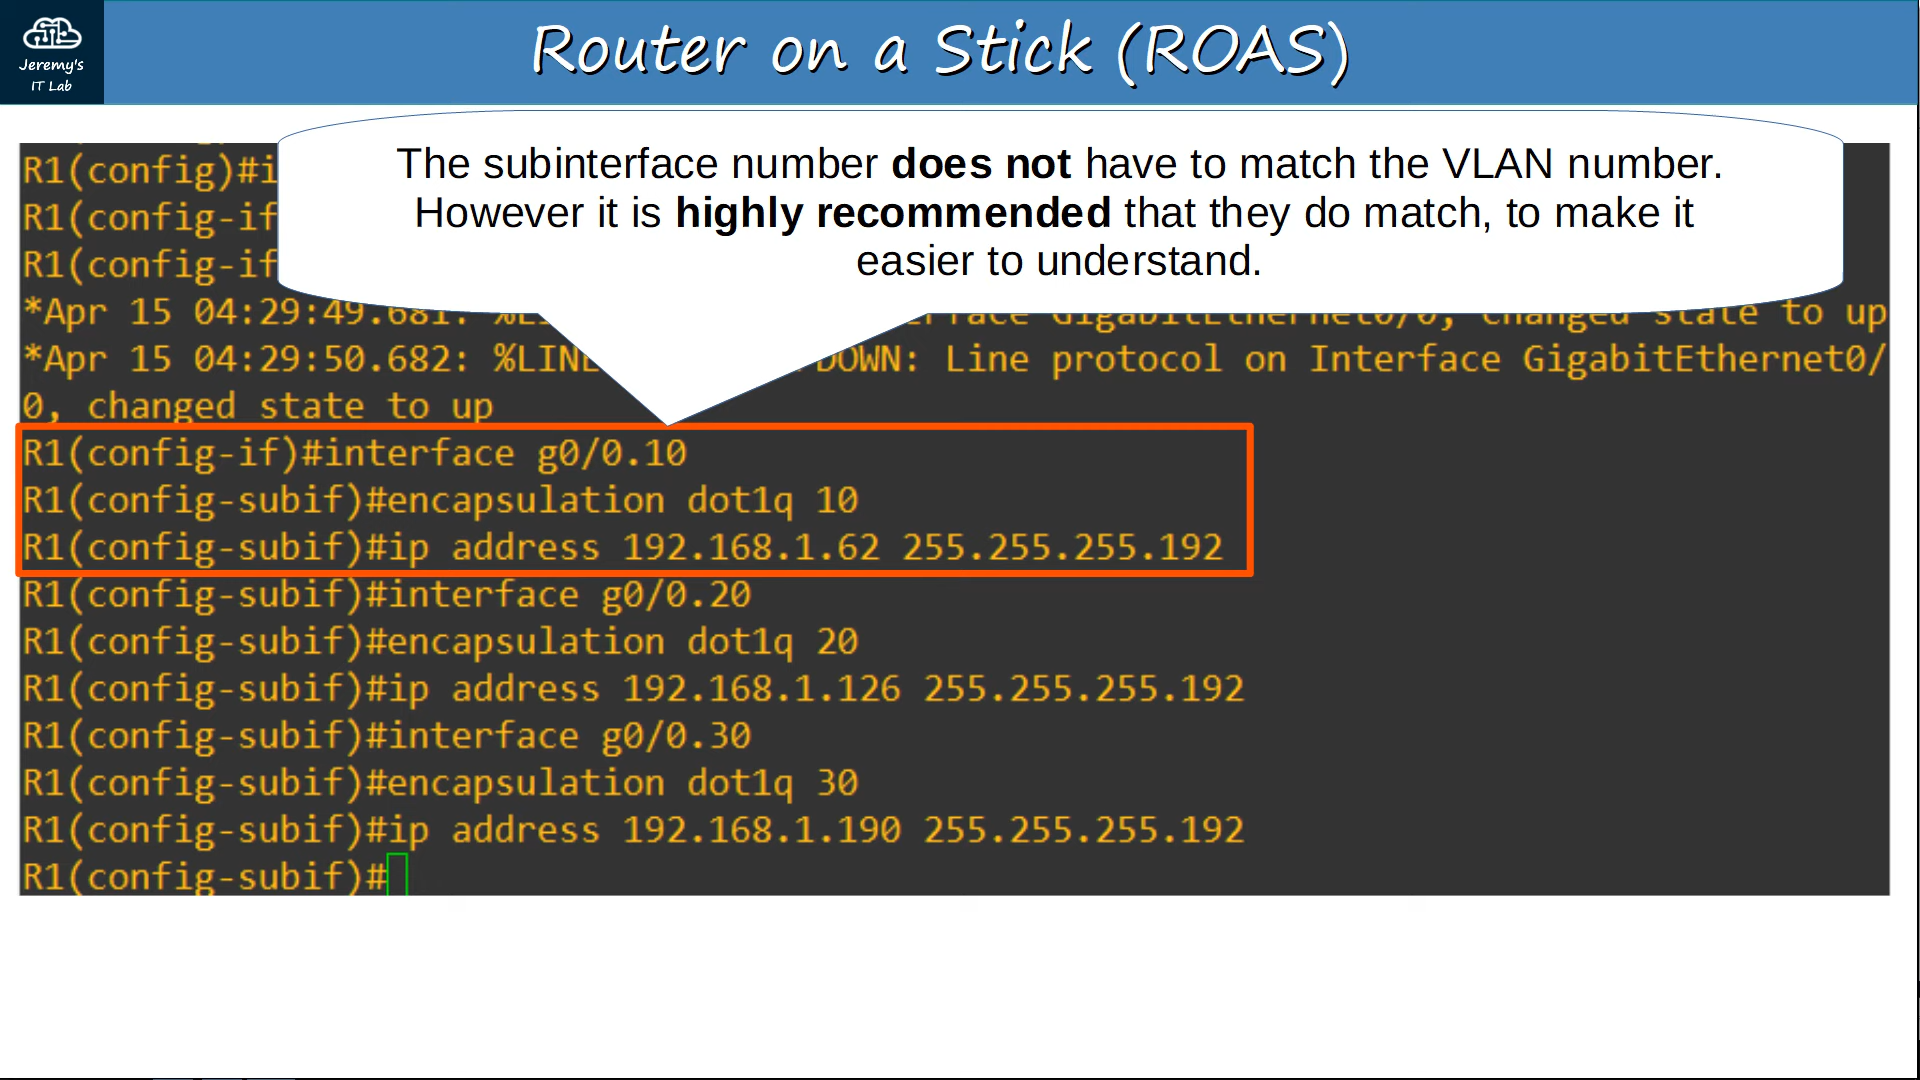 Jeremy's
IT Lab
Router on a Stick (ROAS)
The subinterface number does not have to match the VLAN number.
However it is highly recommended that they do match, to make it
easier to understand.
R1(config)#i
R1(config-if
R1(config-if
*Apr 15 04:29:49.681: GigabitEthernet0/0, changed state to up
*Apr 15 04:29:50.682: %LINE DOWN: Line protocol on Interface GigabitEthernet0/
0, changed state to up
R1(config-if)#interface g0/0.10
R1(config-subif)#encapsulation dot1q 10
R1(config-subif)#ip address 192.168.1.62 255.255.255.192
R1(config-subif)#interface g0/0.20
R1(config-subif)#encapsulation dot1q 20
R1(config-subif)#ip address 192.168.1.126 255.255.255.192
R1(config-subif)#interface g0/0.30
R1(config-subif)#encapsulation dot1q 30
R1(config-subif)#ip address 192.168.1.190 255.255.255.192
R1(config-subif)#